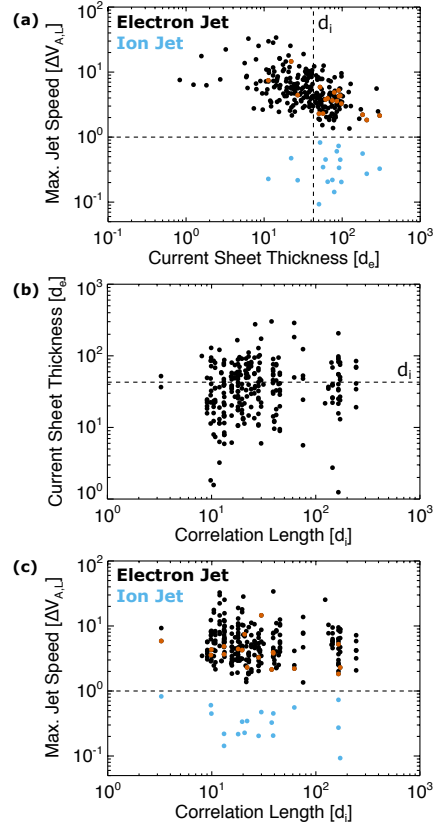 (a)
Electron Jet
Ion Jet
d_i
Max. Jet Speed [ΔV_A,L]
10^2
10^1
10^0
10^-1
10^-1 10^0 10^1 10^2 10^3
Current Sheet Thickness [d_e]
(b)
Current Sheet Thickness [d_e]
10^3
10^2
10^1
10^0
d_i
10^0 10^1 10^2 10^3
Correlation Length [d_i]
(c)
Electron Jet
Ion Jet
Max. Jet Speed [ΔV_A,L]
10^2
10^1
10^0
10^-1
10^0 10^1 10^2 10^3
Correlation Length [d_i]